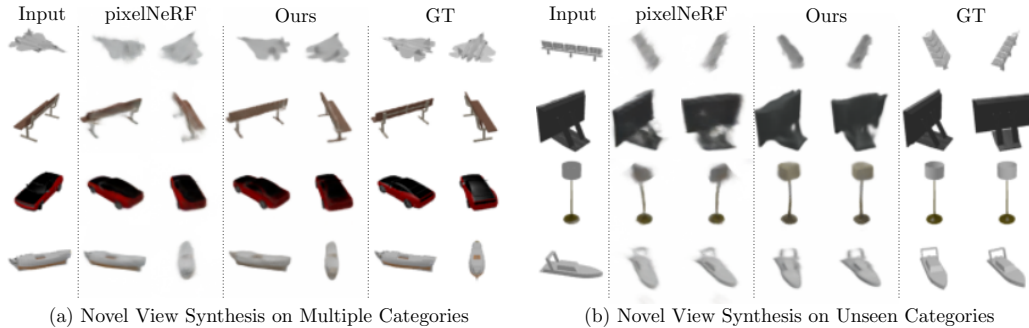 Input pixelNeRF Ours GT
(a) Novel View Synthesis on Multiple Categories
Input pixelNeRF Ours GT
(b) Novel View Synthesis on Unseen Categories